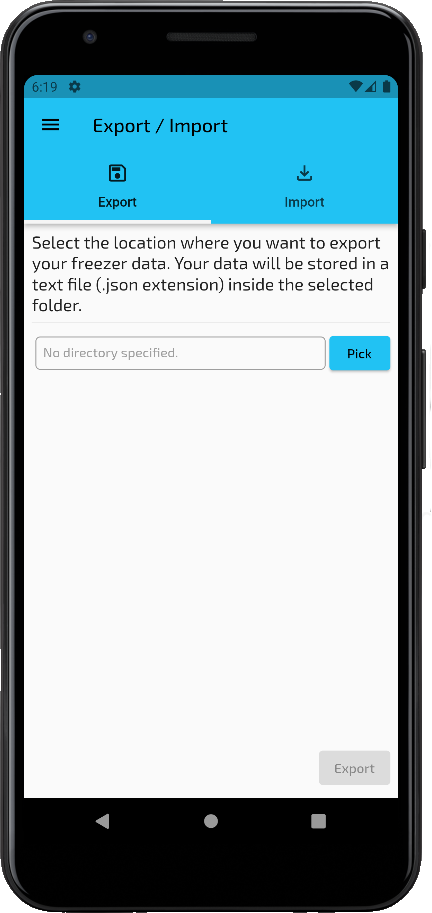 6:19
Export / Import
Export
Import
Select the location where you want to export
your freezer data. Your data will be stored in a
text file (.json extension) inside the selected
folder.
No directory specified.
Pick
Export